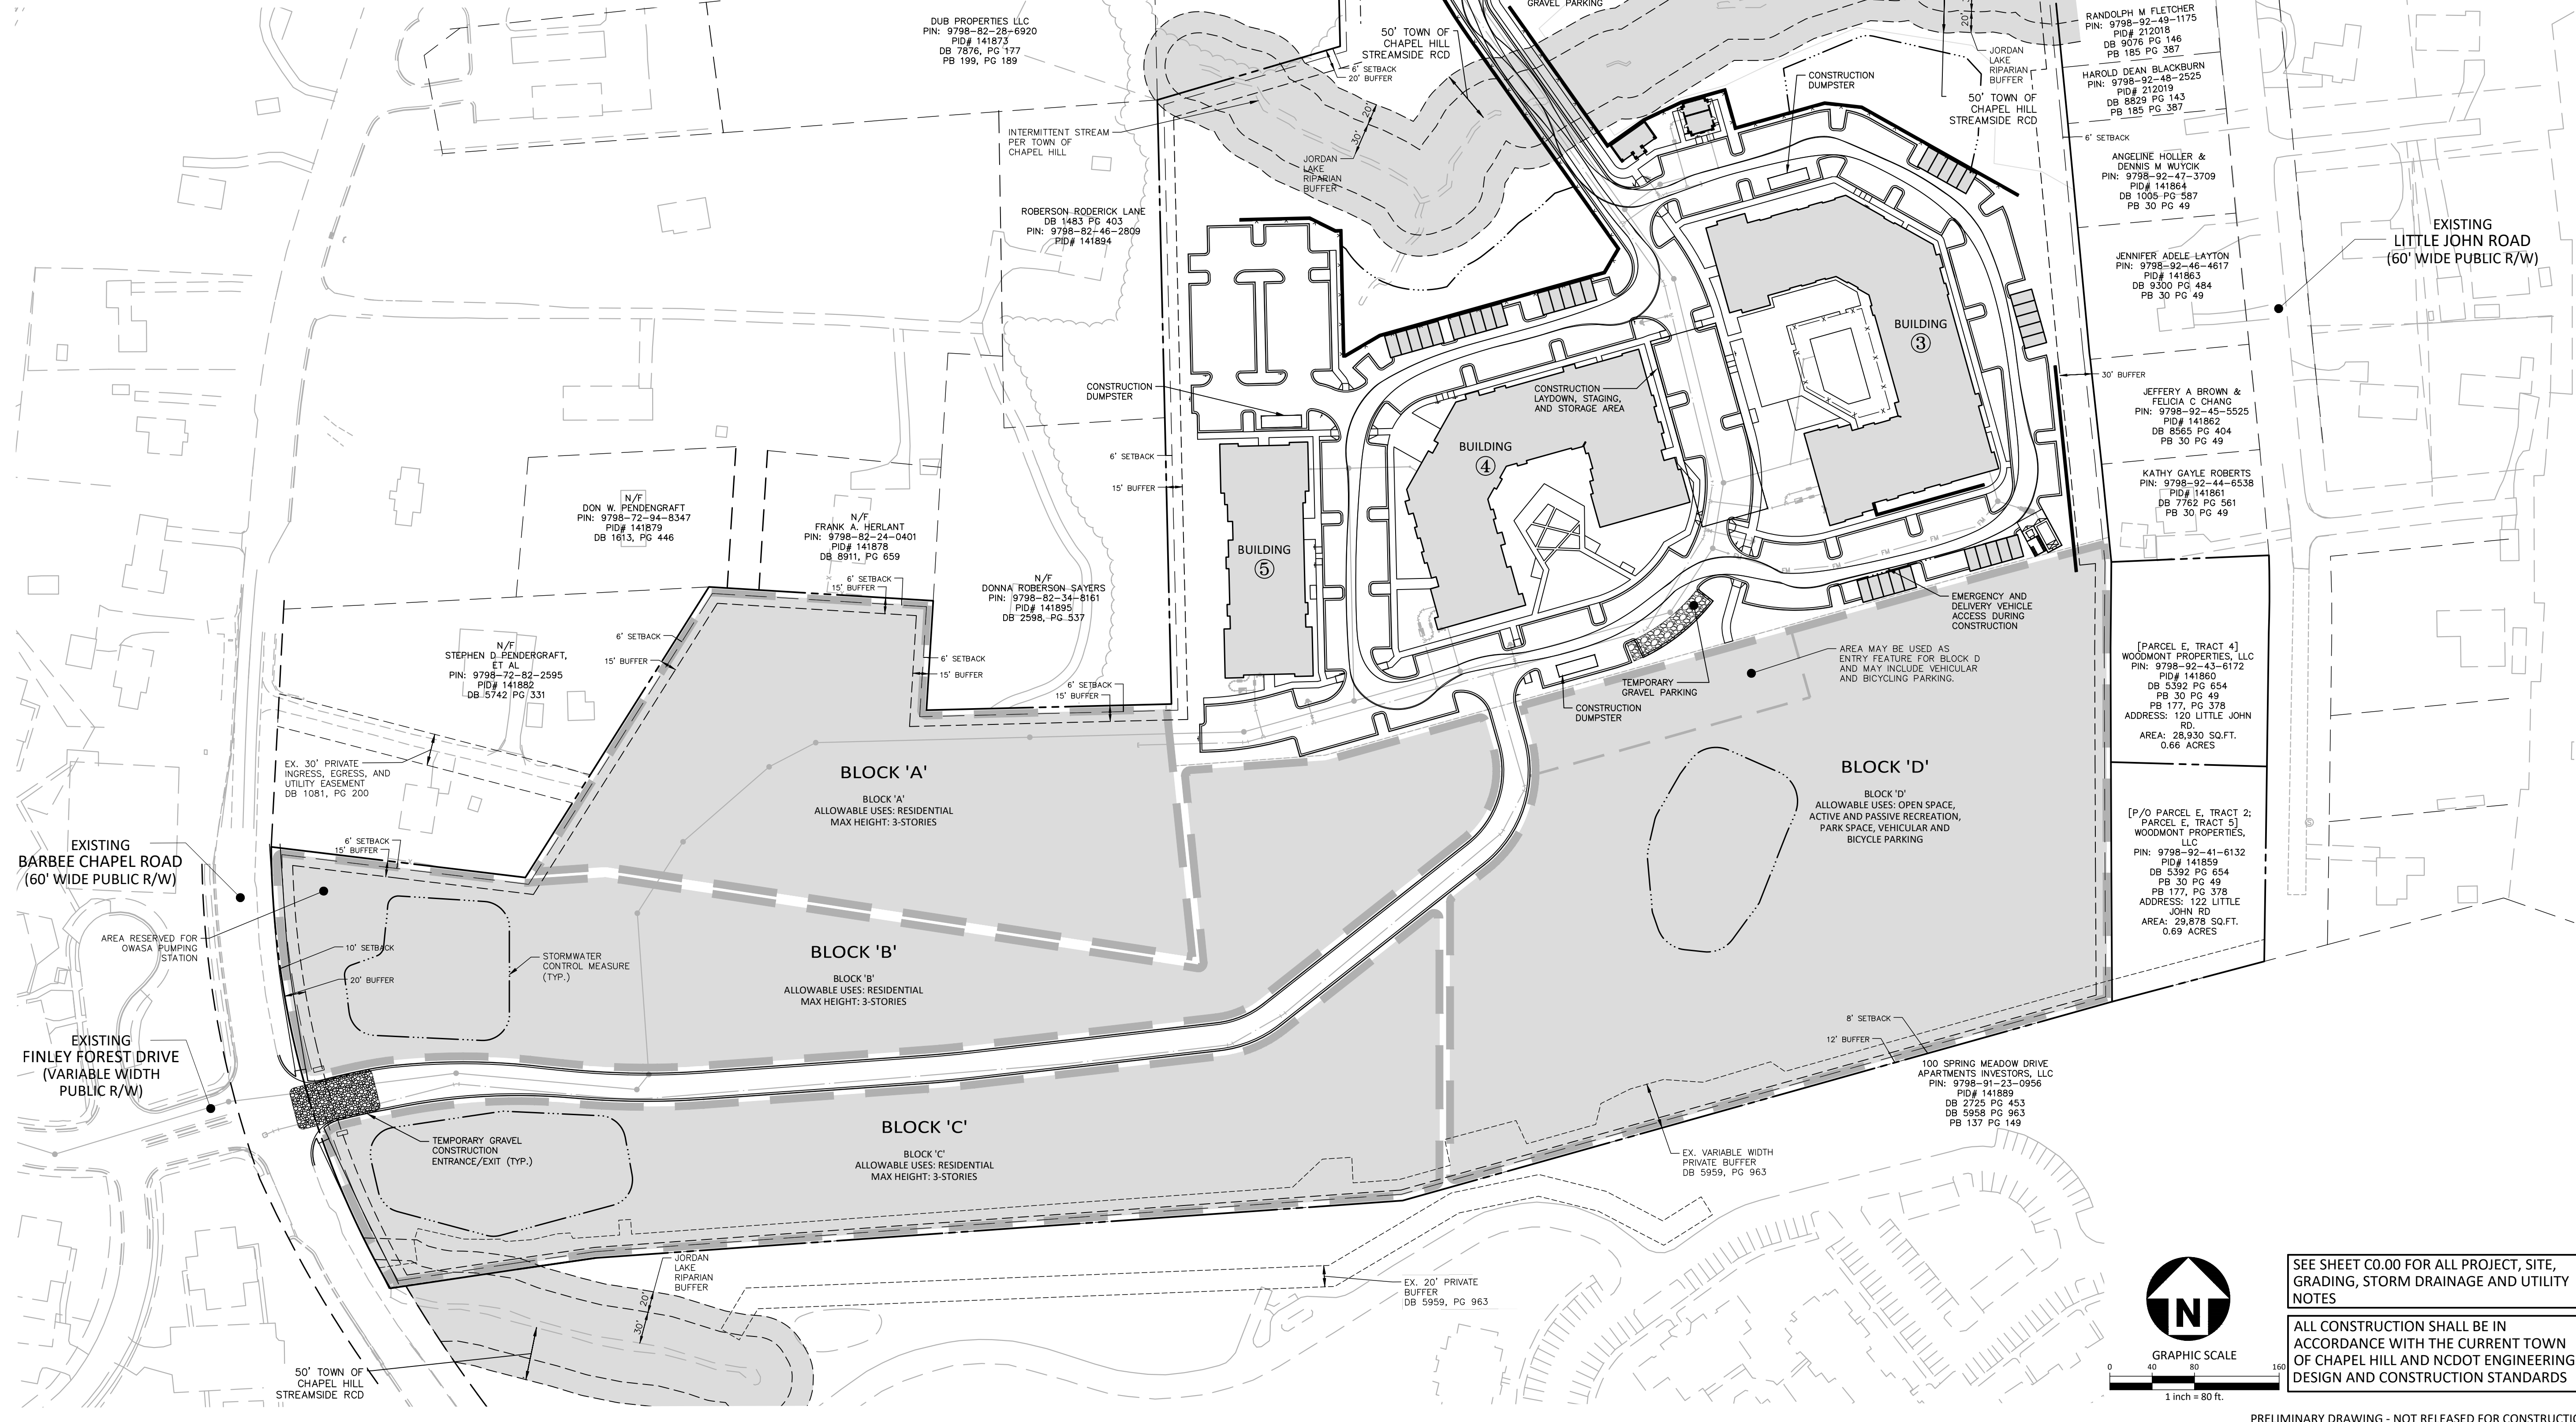 DUB PROPERTIES LLC
PIN: 9798-82-28-6920
PID# 141873
DB 7876, PG 177
PB 199, PG 189
50' TOWN OF
CHAPEL HILL
STREAMSIDE RCD
6' SETBACK
20' BUFFER
GRAVEL PARKING
20'
JORDAN
LAKE
RIPARIAN
BUFFER
50' TOWN OF
CHAPEL HILL
STREAMSIDE RCD
RANDOLPH M FLETCHER
PIN: 9798-92-49-1175
PID# 212018
DB 9076 PG 146
PB 185 PG 387
HAROLD DEAN BLACKBURN
PIN: 9798-92-48-2525
PID# 212019
DB 8829 PG 143
PB 185 PG 387
6' SETBACK
CONSTRUCTION
DUMPSTER
INTERMITTENT STREAM
PER TOWN OF
CHAPEL HILL
30'
20'
JORDAN
LAKE
RIPARIAN
BUFFER
ANGELINE HOLLER &
DENNIS M WUYCIK
PIN: 9798-92-47-3709
PID# 141864
DB 1005 PG 587
PB 30 PG 49
ROBERSON RODERICK LANE
DB 1483 PG 403
PIN: 9798-82-46-2809
PID# 141894
EXISTING
LITTLE JOHN ROAD
(60' WIDE PUBLIC R/W)
JENNIFER ADELE LAYTON
PIN: 9798-92-46-4617
PID# 141863
DB 9300 PG 484
PB 30 PG 49
BUILDING
3
30' BUFFER
CONSTRUCTION
DUMPSTER
CONSTRUCTION
LAYDOWN, STAGING,
AND STORAGE AREA
JEFFERY A BROWN &
FELICIA C CHANG
PIN: 9798-92-45-5525
PID# 141862
DB 8565 PG 404
PB 30 PG 49
BUILDING
4
6' SETBACK
15' BUFFER
KATHY GAYLE ROBERTS
PIN: 9798-92-44-6538
PID# 141861
DB 7762 PG 561
PB 30 PG 49
N/F
DON W. PENDENGRAFT
PIN: 9798-72-94-8347
PID# 141879
DB 1613, PG 446
N/F
FRANK A. HERLANT
PIN: 9798-82-24-0401
PID# 141878
DB 8911, PG 659
BUILDING
5
FM
FM
FM
FM
6' SETBACK
15' BUFFER
N/F
DONNA ROBERSON SAYERS
PIN: 9798-82-34-8161
PID# 141895
DB 2598, PG 537
EMERGENCY AND
DELIVERY VEHICLE
ACCESS DURING
CONSTRUCTION
N/F
STEPHEN D PENDERGRAFT,
ET AL
PIN: 9798-72-82-2595
PID# 141882
DB 5742 PG 331
6' SETBACK
15' BUFFER
6' SETBACK
15' BUFFER
6' SETBACK
15' BUFFER
TEMPORARY
GRAVEL PARKING
CONSTRUCTION
DUMPSTER
AREA MAY BE USED AS
ENTRY FEATURE FOR BLOCK D
AND MAY INCLUDE VEHICULAR
AND BICYCLING PARKING.
[PARCEL E, TRACT 4]
WOODMONT PROPERTIES, LLC
PIN: 9798-92-43-6172
PID# 141860
DB 5392 PG 654
PB 30 PG 49
PB 177, PG 378
ADDRESS: 120 LITTLE JOHN
RD.
AREA: 28,930 SQ.FT.
0.66 ACRES
EX. 30' PRIVATE
INGRESS, EGRESS, AND
UTILITY EASEMENT
DB 1081, PG 200
BLOCK 'A'
BLOCK 'A'
ALLOWABLE USES: RESIDENTIAL
MAX HEIGHT: 3-STORIES
BLOCK 'D'
BLOCK 'D'
ALLOWABLE USES: OPEN SPACE,
ACTIVE AND PASSIVE RECREATION,
PARK SPACE, VEHICULAR AND
BICYCLE PARKING
[P/O PARCEL E, TRACT 2;
PARCEL E, TRACT 5]
WOODMONT PROPERTIES,
LLC
PIN: 9798-92-41-6132
PID# 141859
DB 5392 PG 654
PB 30 PG 49
PB 177, PG 378
ADDRESS: 122 LITTLE
JOHN RD
AREA: 29,878 SQ.FT.
0.69 ACRES
6' SETBACK
15' BUFFER
EXISTING
BARBEE CHAPEL ROAD
(60' WIDE PUBLIC R/W)
AREA RESERVED FOR
OWASA PUMPING
STATION
10' SETBACK
20' BUFFER
STORMWATER
CONTROL MEASURE
(TYP.)
BLOCK 'B'
BLOCK 'B'
ALLOWABLE USES: RESIDENTIAL
MAX HEIGHT: 3-STORIES
EXISTING
FINLEY FOREST DRIVE
(VARIABLE WIDTH
PUBLIC R/W)
8' SETBACK
12' BUFFER
100 SPRING MEADOW DRIVE
APARTMENTS INVESTORS, LLC
PIN: 9798-91-23-0956
PID# 141889
DB 2725 PG 453
DB 5958 PG 963
PB 137 PG 149
TEMPORARY GRAVEL
CONSTRUCTION
ENTRANCE/EXIT (TYP.)
BLOCK 'C'
BLOCK 'C'
ALLOWABLE USES: RESIDENTIAL
MAX HEIGHT: 3-STORIES
EX. VARIABLE WIDTH
PRIVATE BUFFER
DB 5959, PG 963
JORDAN
LAKE
RIPARIAN
BUFFER
20'
30'
EX. 20' PRIVATE
BUFFER
DB 5959, PG 963
50' TOWN OF
CHAPEL HILL
STREAMSIDE RCD
N
GRAPHIC SCALE
0 40 80 160
1 inch = 80 ft.
SEE SHEET C0.00 FOR ALL PROJECT, SITE,
GRADING, STORM DRAINAGE AND UTILITY
NOTES
ALL CONSTRUCTION SHALL BE IN
ACCORDANCE WITH THE CURRENT TOWN
OF CHAPEL HILL AND NCDOT ENGINEERING
DESIGN AND CONSTRUCTION STANDARDS
PRELIMINARY DRAWING - NOT RELEASED FOR CONSTRUCTIO